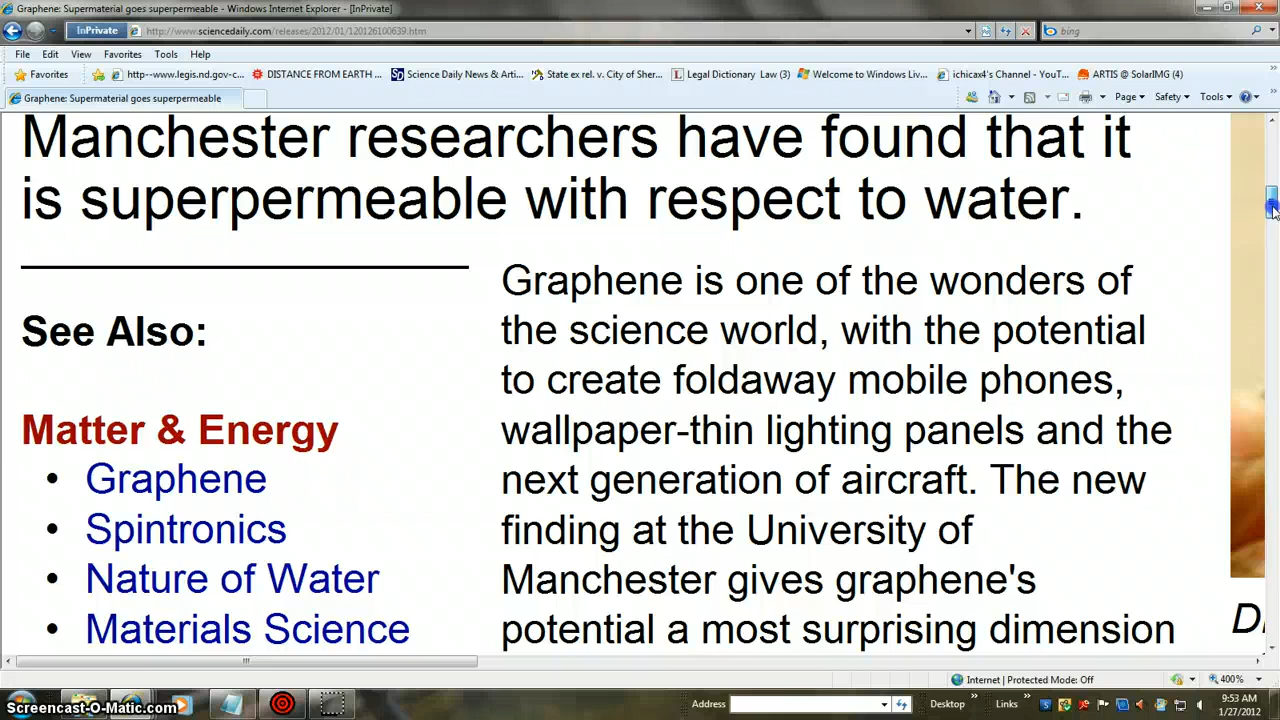 Graphene: Supermaterial goes superpermeable - Windows Internet Explorer - [InPrivate]
InPrivate http://www.sciencedaily.com/releases/2012/01/120126100639.htm bing
File Edit View Favorites Tools Help
Favorites http--www.legis.nd.gov-c... DISTANCE FROM EARTH ... Science Daily News & Arti... State ex rel. v. City of Sher... Legal Dictionary Law (3) Welcome to Windows Liv... ichicax4's Channel - YouT... ARTIS @ SolarIMG (4)
Graphene: Supermaterial goes superpermeable Page Safety Tools
Manchester researchers have found that it
is superpermeable with respect to water.
See Also:
Matter & Energy
• Graphene
• Spintronics
• Nature of Water
• Materials Science
Graphene is one of the wonders of
the science world, with the potential
to create foldaway mobile phones,
wallpaper-thin lighting panels and the
next generation of aircraft. The new
finding at the University of
Manchester gives graphene's
potential a most surprising dimension
Internet | Protected Mode: Off 400%
Screencast-O-Matic.com Address Desktop Links 9:53 AM
1/27/2012